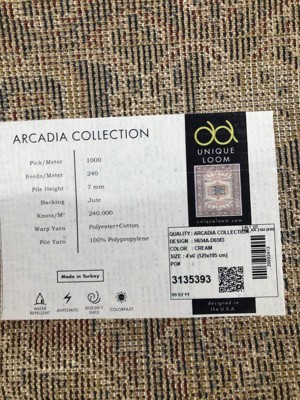 ARCADIA COLLECTION
Pick/Meter 1000
Reeds/Meter 240
Pile Height 7 mm
Backing Jute
Knots/M² 240.000
Warp Yarn Polyester+Cotton
Pile Yarn 100% Polypropylene
Made in Turkey
WATER REPELLENT
ANTISTATIC
DOESN'T SHED
COLORFAST
UNIQUE
LOOM
uniqueloom.com
QUALITY : ARCADIA COLLECTION
DESIGN : H654A-D8383
COLOR : CREAM
SIZE : 4'x6' (125x185 cm)
PO#
3135393
designed in
the U.S.A